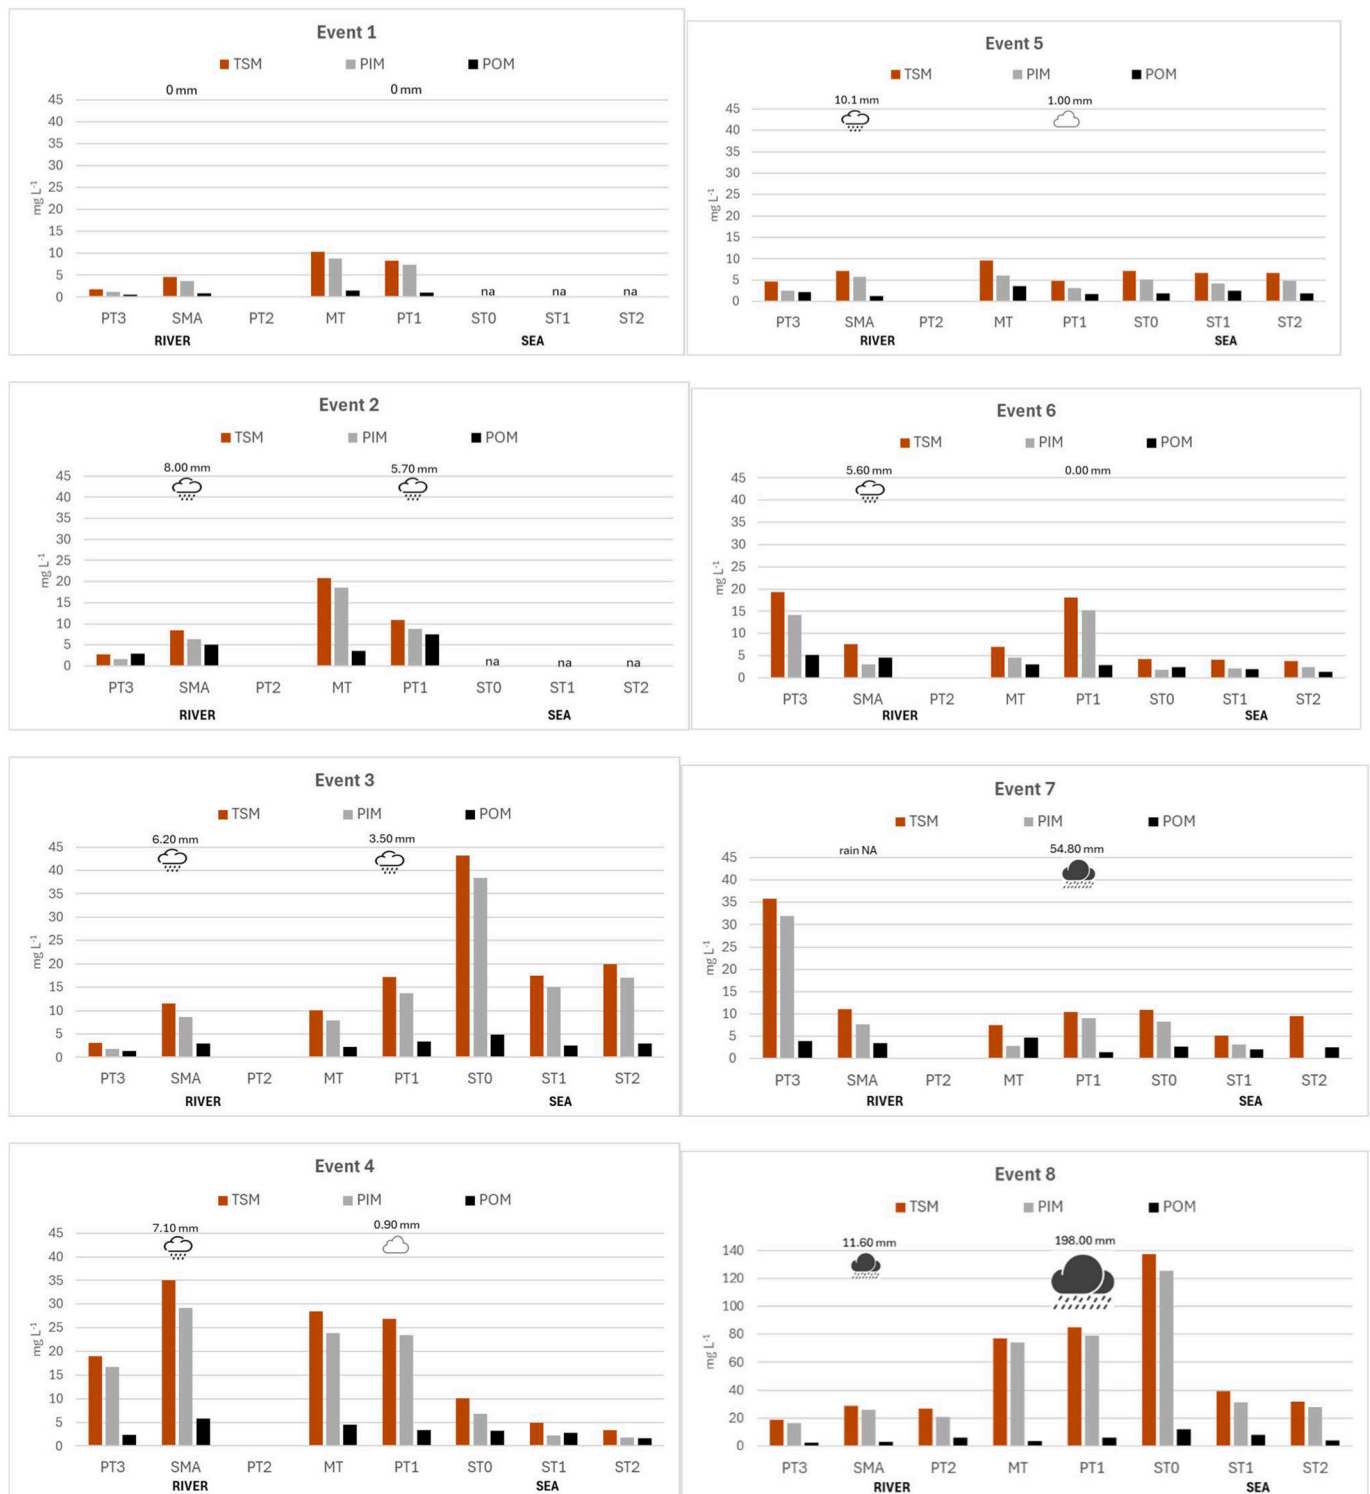 Event 1
TSM PIM POM
0 mm 0 mm
45
40
35
30
25
20
15
10
5
0
mg L-1
na na na
PT3 SMA PT2 MT PT1 ST0 ST1 ST2
RIVER SEA
Event 5
TSM PIM POM
10.1 mm 1.00 mm
45
40
35
30
25
20
15
10
5
0
mg L-1
PT3 SMA PT2 MT PT1 ST0 ST1 ST2
RIVER SEA
Event 2
TSM PIM POM
8.00 mm 5.70 mm
45
40
35
30
25
20
15
10
5
0
mg L-1
na na na
PT3 SMA PT2 MT PT1 ST0 ST1 ST2
RIVER SEA
Event 6
TSM PIM POM
5.60 mm 0.00 mm
45
40
35
30
25
20
15
10
5
0
mg L-1
PT3 SMA PT2 MT PT1 ST0 ST1 ST2
RIVER SEA
Event 3
TSM PIM POM
6.20 mm 3.50 mm
45
40
35
30
25
20
15
10
5
0
mg L-1
PT3 SMA PT2 MT PT1 ST0 ST1 ST2
RIVER SEA
Event 7
TSM PIM POM
rain NA 54.80 mm
45
40
35
30
25
20
15
10
5
0
mg L-1
PT3 SMA PT2 MT PT1 ST0 ST1 ST2
RIVER SEA
Event 4
TSM PIM POM
7.10 mm 0.90 mm
45
40
35
30
25
20
15
10
5
0
mg L-1
PT3 SMA PT2 MT PT1 ST0 ST1 ST2
RIVER SEA
Event 8
TSM PIM POM
11.60 mm 198.00 mm
140
120
100
80
60
40
20
0
mg L-1
PT3 SMA PT2 MT PT1 ST0 ST1 ST2
RIVER SEA